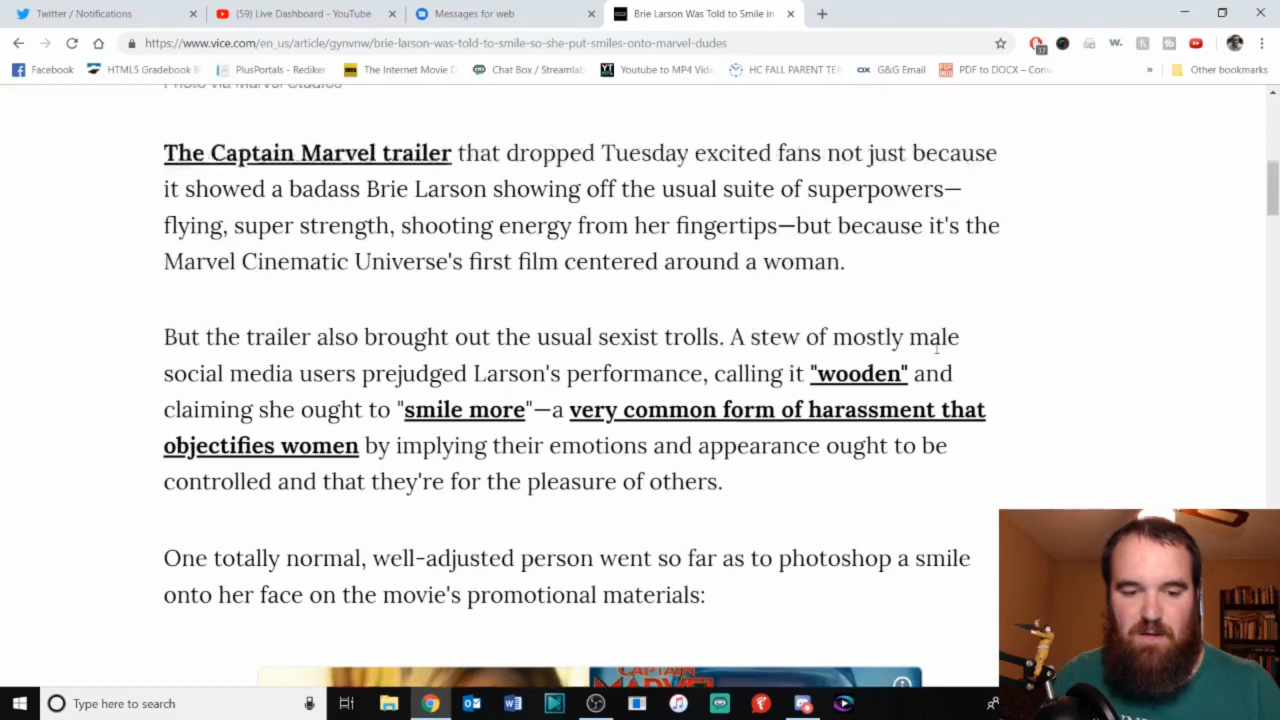 Twitter / Notifications
(59) Live Dashboard - YouTube
Messages for web
Brie Larson Was Told to Smile in
https://www.vice.com/en_us/article/gynvnw/brie-larson-was-told-to-smile-so-she-put-smiles-onto-marvel-dudes
Facebook
HTML5 Gradebook
PlusPortals - Rediker
The Internet Movie
Chat Box / Streamlab
Youtube to MP4 Vide
HC FALL PARENT TEA
G&G Email
PDF to DOCX – Conv
Other bookmarks
Photo via Marvel Studios
The Captain Marvel trailer that dropped Tuesday excited fans not just because
it showed a badass Brie Larson showing off the usual suite of superpowers—
flying, super strength, shooting energy from her fingertips—but because it's the
Marvel Cinematic Universe's first film centered around a woman.
But the trailer also brought out the usual sexist trolls. A stew of mostly male
social media users prejudged Larson's performance, calling it "wooden" and
claiming she ought to "smile more"—a very common form of harassment that
objectifies women by implying their emotions and appearance ought to be
controlled and that they're for the pleasure of others.
One totally normal, well-adjusted person went so far as to photoshop a smile
onto her face on the movie's promotional materials:
CAPTAIN
MARVEL
Type here to search